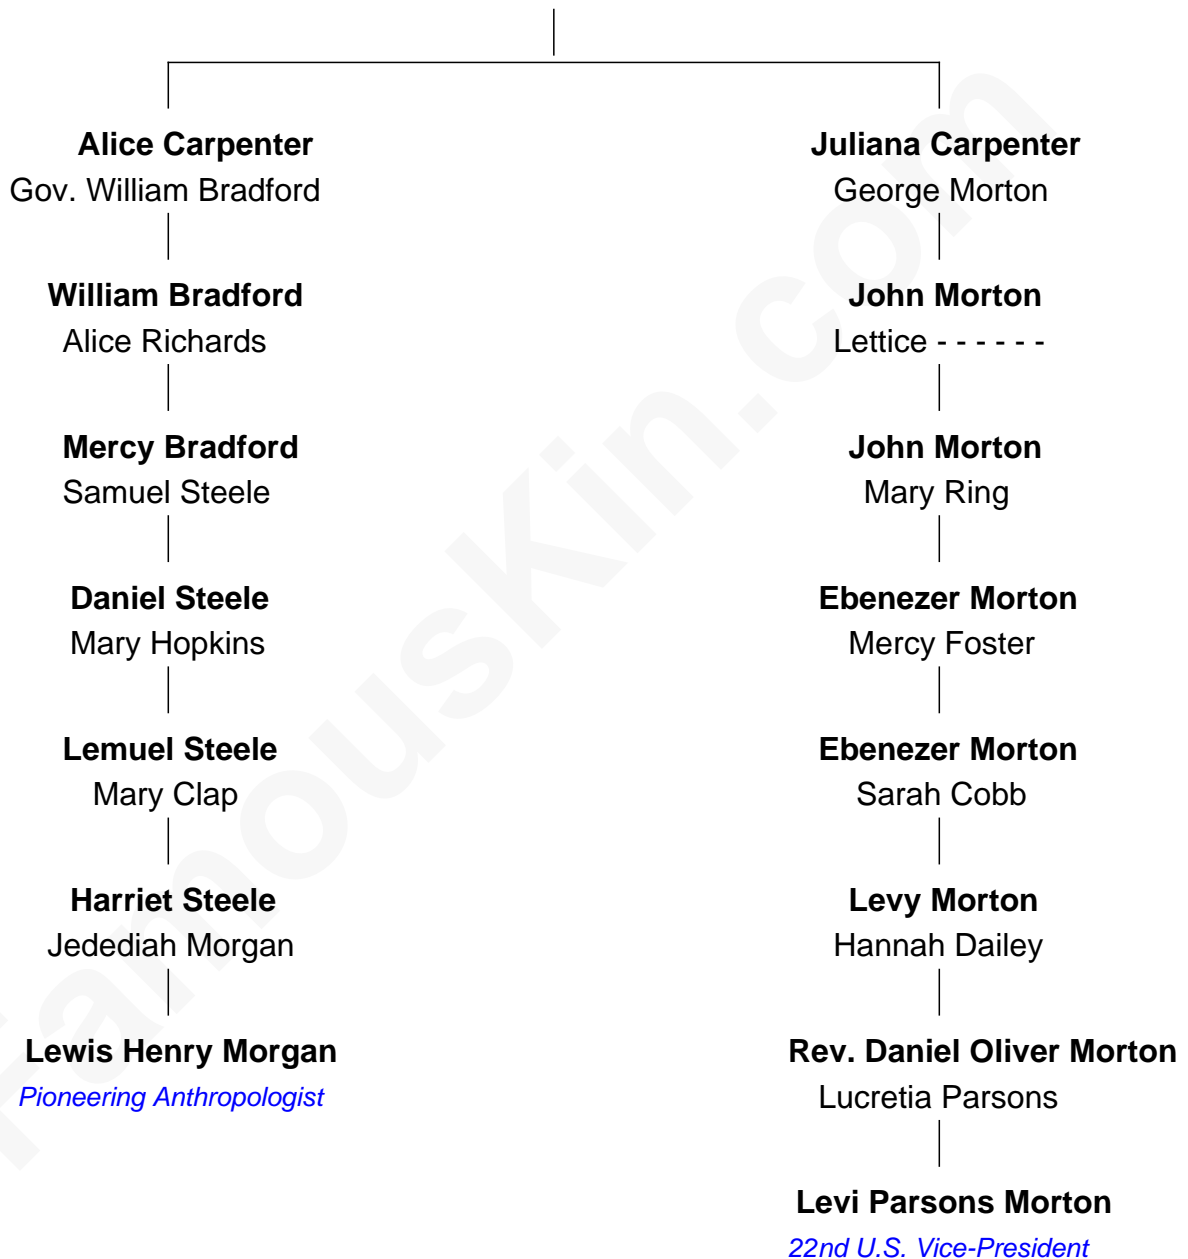 Alice Carpenter
Gov. William Bradford
William Bradford
Alice Richards
Mercy Bradford
Samuel Steele
Daniel Steele
Mary Hopkins
Lemuel Steele
Mary Clap
Harriet Steele
Jedediah Morgan
Lewis Henry Morgan
Pioneering Anthropologist
Juliana Carpenter
George Morton
John Morton
Lettice - - - - - -
John Morton
Mary Ring
Ebenezer Morton
Mercy Foster
Ebenezer Morton
Sarah Cobb
Levy Morton
Hannah Dailey
Rev. Daniel Oliver Morton
Lucretia Parsons
Levi Parsons Morton
22nd U.S. Vice-President
FamousKin.com